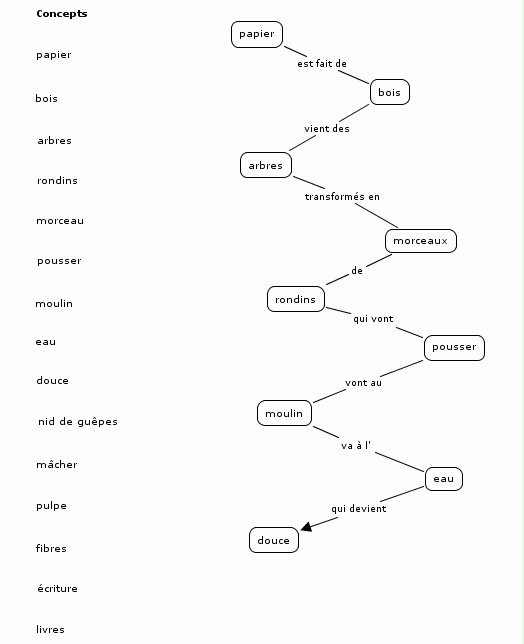 Concepts
papier
bois
arbres
rondins
morceau
pousser
moulin
eau
douce
nid de guêpes
mâcher
pulpe
fibres
écriture
livres
papier
est fait de
bois
vient des
arbres
transformés en
morceaux
de
rondins
qui vont
pousser
vont au
moulin
va à l'
eau
qui devient
douce